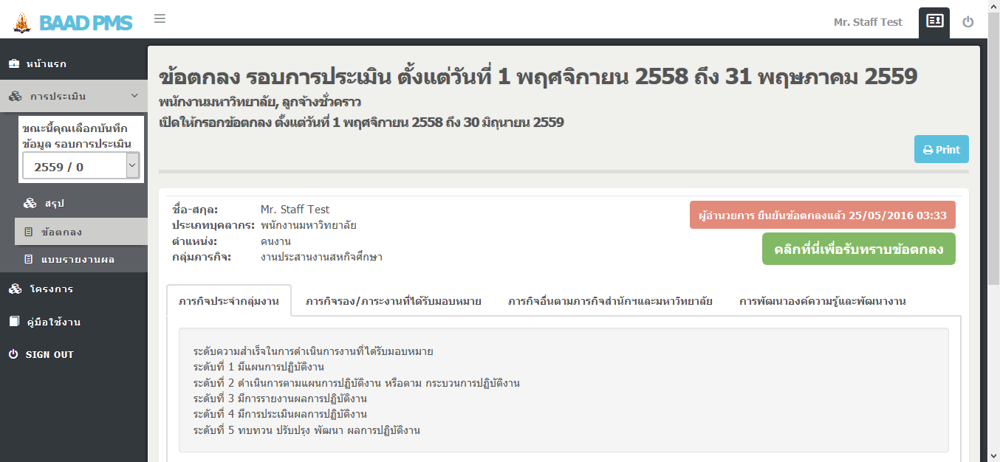 BAAD PMS
Mr. Staff Test
หน้าแรก
การประเมิน
ขณะนี้คุณเลือกบันทึก
ข้อมูล รอบการประเมิน
2559 / 0
สรุป
ข้อตกลง
แบบรายงานผล
โครงการ
คู่มือใช้งาน
SIGN OUT
ข้อตกลง รอบการประเมิน ตั้งแต่วันที่ 1 พฤศจิกายน 2558 ถึง 31 พฤษภาคม 2559
พนักงานมหาวิทยาลัย, ลูกจ้างชั่วคราว
เปิดให้กรอกข้อตกลง ตั้งแต่วันที่ 1 พฤศจิกายน 2558 ถึง 30 มิถุนายน 2559
Print
ชื่อ-สกุล: Mr. Staff Test
ประเภทบุคลากร: พนักงานมหาวิทยาลัย
ตำแหน่ง: คนงาน
กลุ่มภารกิจ: งานประสานงานสหกิจศึกษา
ผู้อำนวยการ ยืนยันข้อตกลงแล้ว 25/05/2016 03:33
คลิกที่นี่เพื่อรับทราบข้อตกลง
ภารกิจประจำกลุ่มงาน ภารกิจรอง/ภาระงานที่ได้รับมอบหมาย ภารกิจอื่นตามภารกิจสำนักฯและมหาวิทยาลัย การพัฒนาองค์ความรู้และพัฒนางาน
ระดับความสำเร็จในการดำเนินการงานที่ได้รับมอบหมาย
ระดับที่ 1 มีแผนการปฏิบัติงาน
ระดับที่ 2 ดำเนินการตามแผนการปฏิบัติงาน หรือตาม กระบวนการปฏิบัติงาน
ระดับที่ 3 มีการรายงานผลการปฏิบัติงาน
ระดับที่ 4 มีการประเมินผลการปฏิบัติงาน
ระดับที่ 5 ทบทวน ปรับปรุง พัฒนา ผลการปฏิบัติงาน